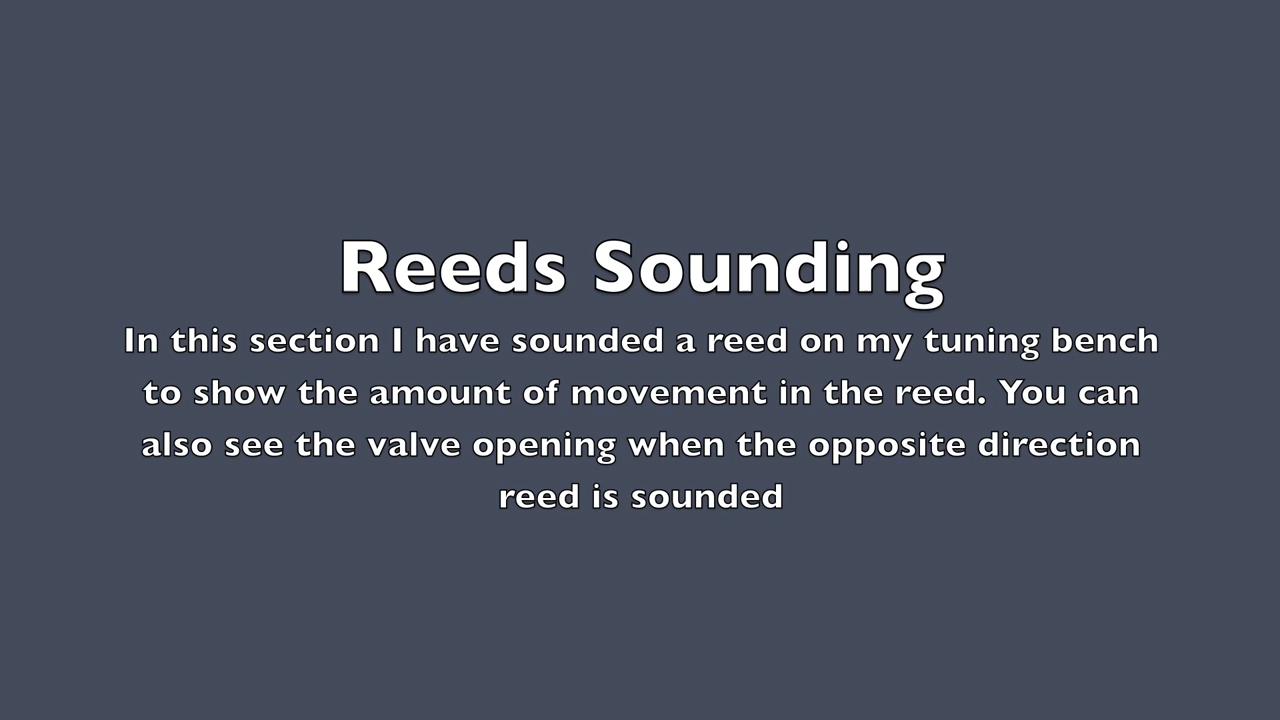 Reeds Sounding
In this section I have sounded a reed on my tuning bench
to show the amount of movement in the reed. You can
also see the valve opening when the opposite direction
reed is sounded